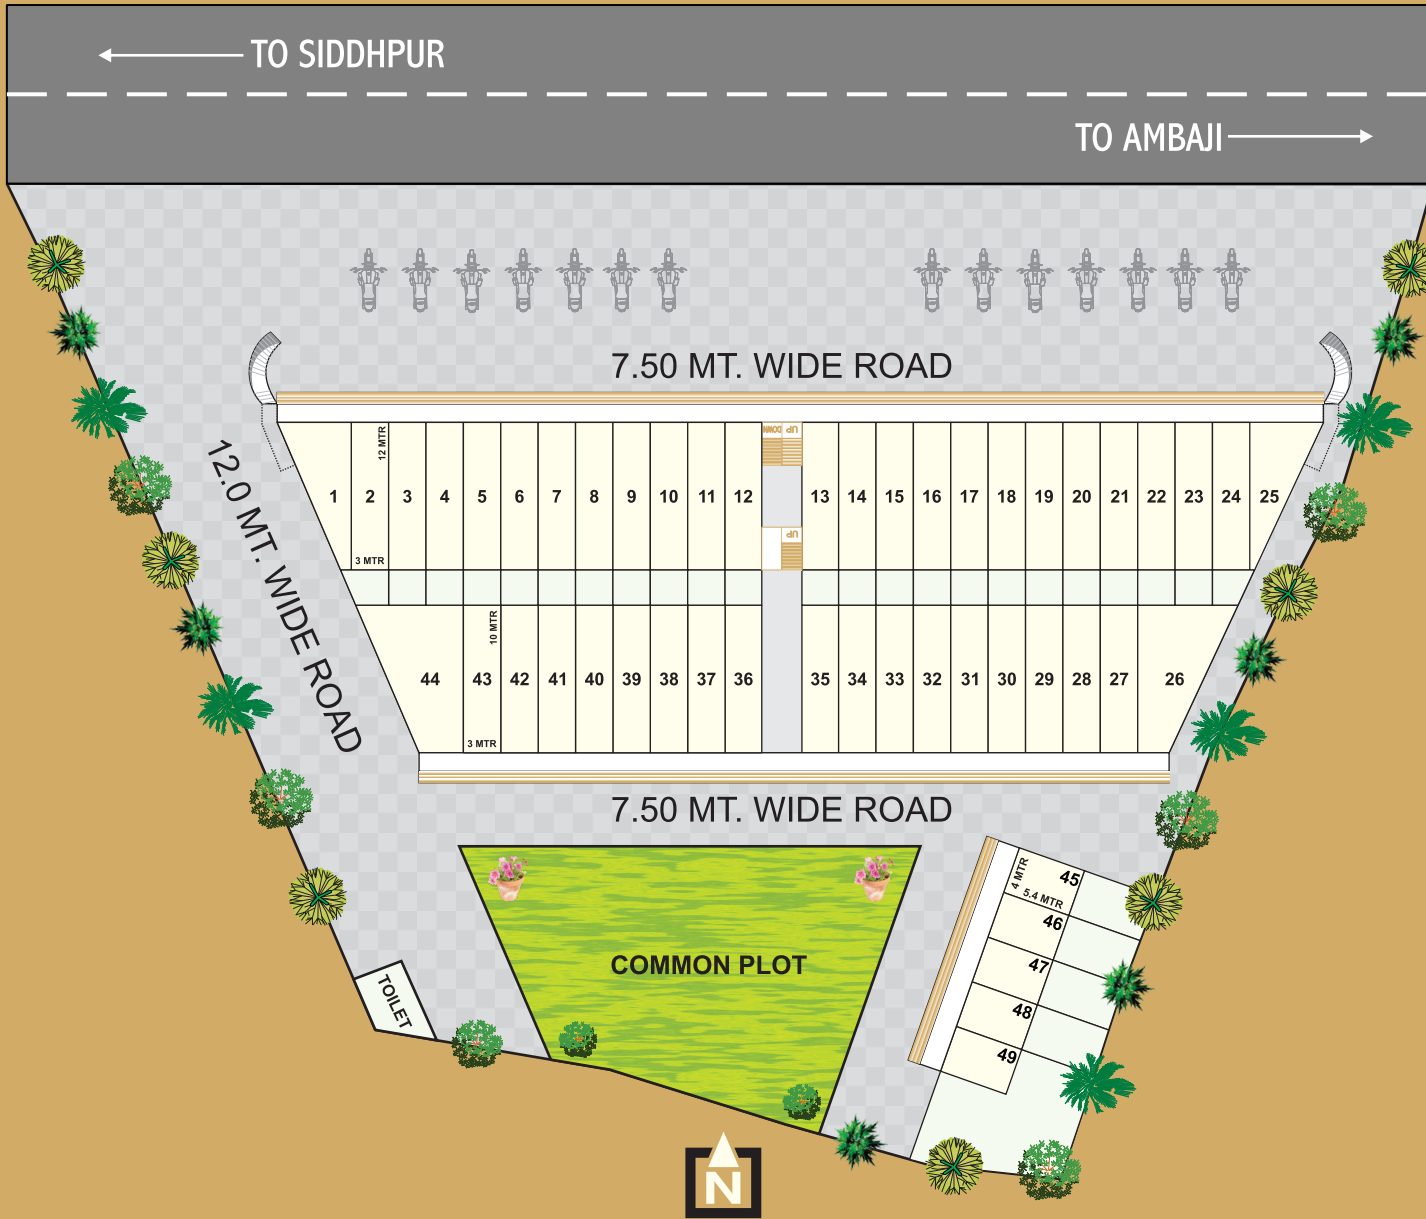 TO SIDDHPUR
TO AMBAJI
7.50 MT. WIDE ROAD
12.0 MT. WIDE ROAD
12 MTR
DOWN UP
1 2 3 4 5 6 7 8 9 10 11 12 13 14 15 16 17 18 19 20 21 22 23 24 25
UP
3 MTR
10 MTR
44 43 42 41 40 39 38 37 36 35 34 33 32 31 30 29 28 27 26
3 MTR
7.50 MT. WIDE ROAD
4 MTR
45
5.4 MTR
46
COMMON PLOT
47
TOILET
48
49
N